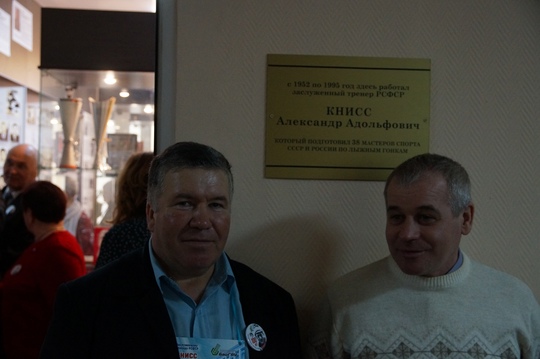 с 1952 по 1995 год здесь работал
заслуженный тренер РСФСР
КНИСС
Александр Адольфович
КОТОРЫЙ ПОДГОТОВИЛ 38 МАСТЕРОВ СПОРТА
СССР И РОССИИ ПО ЛЫЖНЫМ ГОНКАМ
КНИСС